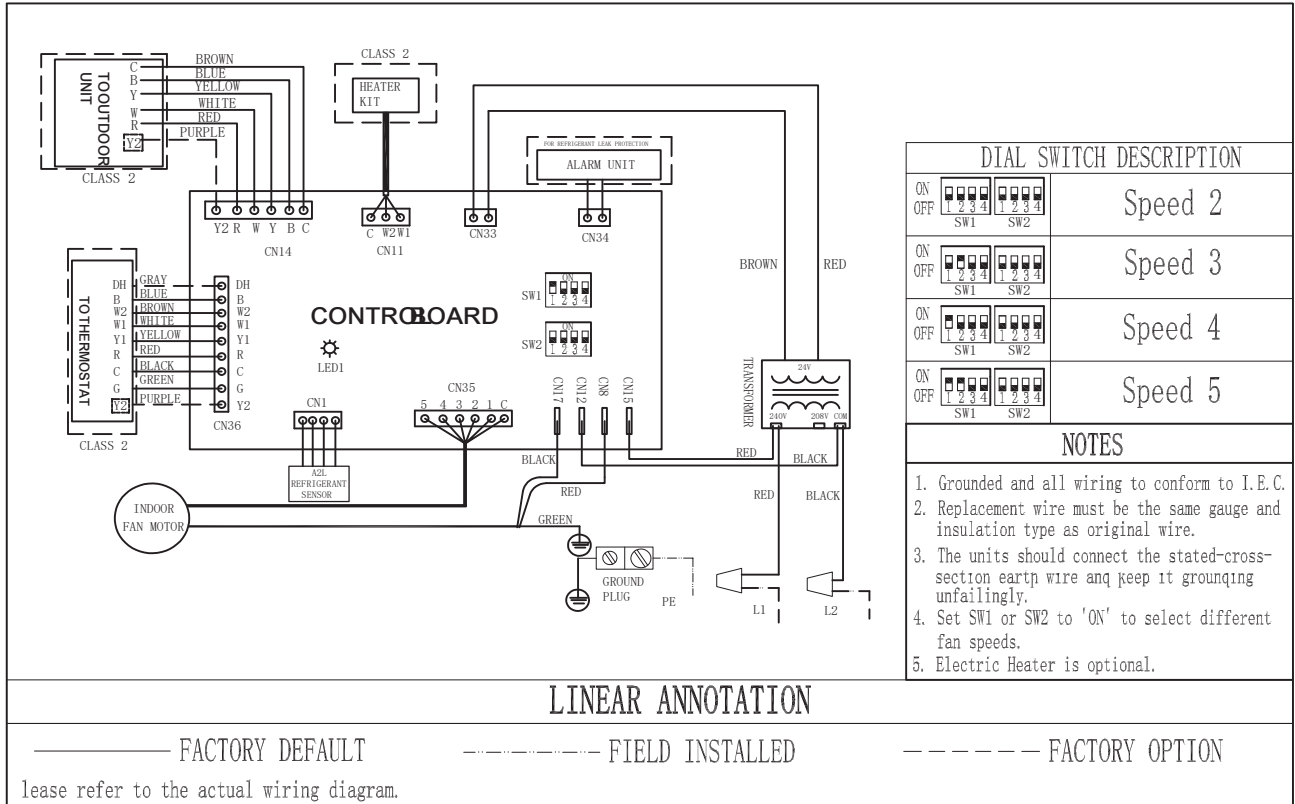 C
B
Y
W
R
Y2
TO OUTDOOR
UNIT
BROWN
BLUE
YELLOW
WHITE
RED
PURPLE
CLASS 2
CLASS 2
HEATER
KIT
FOR REFRIGERANT LEAK PROTECTION
ALARM UNIT
Y2 R W Y B C
CN14
C W2 W1
CN11
CN33
CN34
BROWN
RED
DH
B
W2
W1
Y1
R
C
G
Y2
TO THERMOSTAT
GRAY
BLUE
BROWN
WHITE
YELLOW
RED
BLACK
GREEN
PURPLE
CLASS 2
DH
B
W2
W1
Y1
R
C
G
Y2
CN36
CONTROLBOARD
LED1
SW1
ON
1 2 3 4
SW2
ON
1 2 3 4
CN1
A2L
REFRIGERANT
SENSOR
CN35
5 4 3 2 1 C
CN17
CN12
CN8
CN15
TRANSFORMER
24V
240V 208V COM
RED
BLACK
BLACK
RED
GREEN
RED
BLACK
INDOOR
FAN MOTOR
GROUND
PLUG
PE
L1
L2
DIAL SWITCH DESCRIPTION
ON
OFF
1 2 3 4 1 2 3 4
SW1 SW2
Speed 2
ON
OFF
1 2 3 4 1 2 3 4
SW1 SW2
Speed 3
ON
OFF
1 2 3 4 1 2 3 4
SW1 SW2
Speed 4
ON
OFF
1 2 3 4 1 2 3 4
SW1 SW2
Speed 5
NOTES
1. Grounded and all wiring to conform to I.E.C.
2. Replacement wire must be the same gauge and
insulation type as original wire.
3. The units should connect the stated-cross-
section earth wire and keep it grounding
unfailingly.
4. Set SW1 or SW2 to 'ON' to select different
fan speeds.
5. Electric Heater is optional.
LINEAR ANNOTATION
FACTORY DEFAULT
FIELD INSTALLED
FACTORY OPTION
lease refer to the actual wiring diagram.